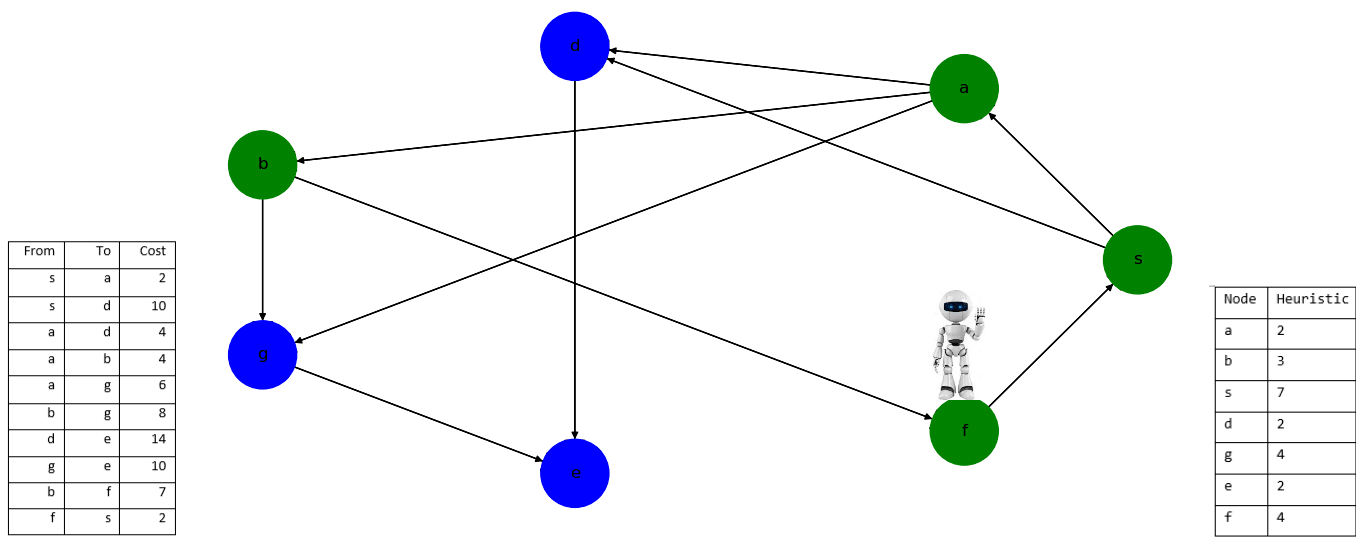 d
a
b
s
g
f
e
From To Cost
s a 2
s d 10
a d 4
a b 4
a g 6
b g 8
d e 14
g e 10
b f 7
f s 2
Node Heuristic
a 2
b 3
s 7
d 2
g 4
e 2
f 4